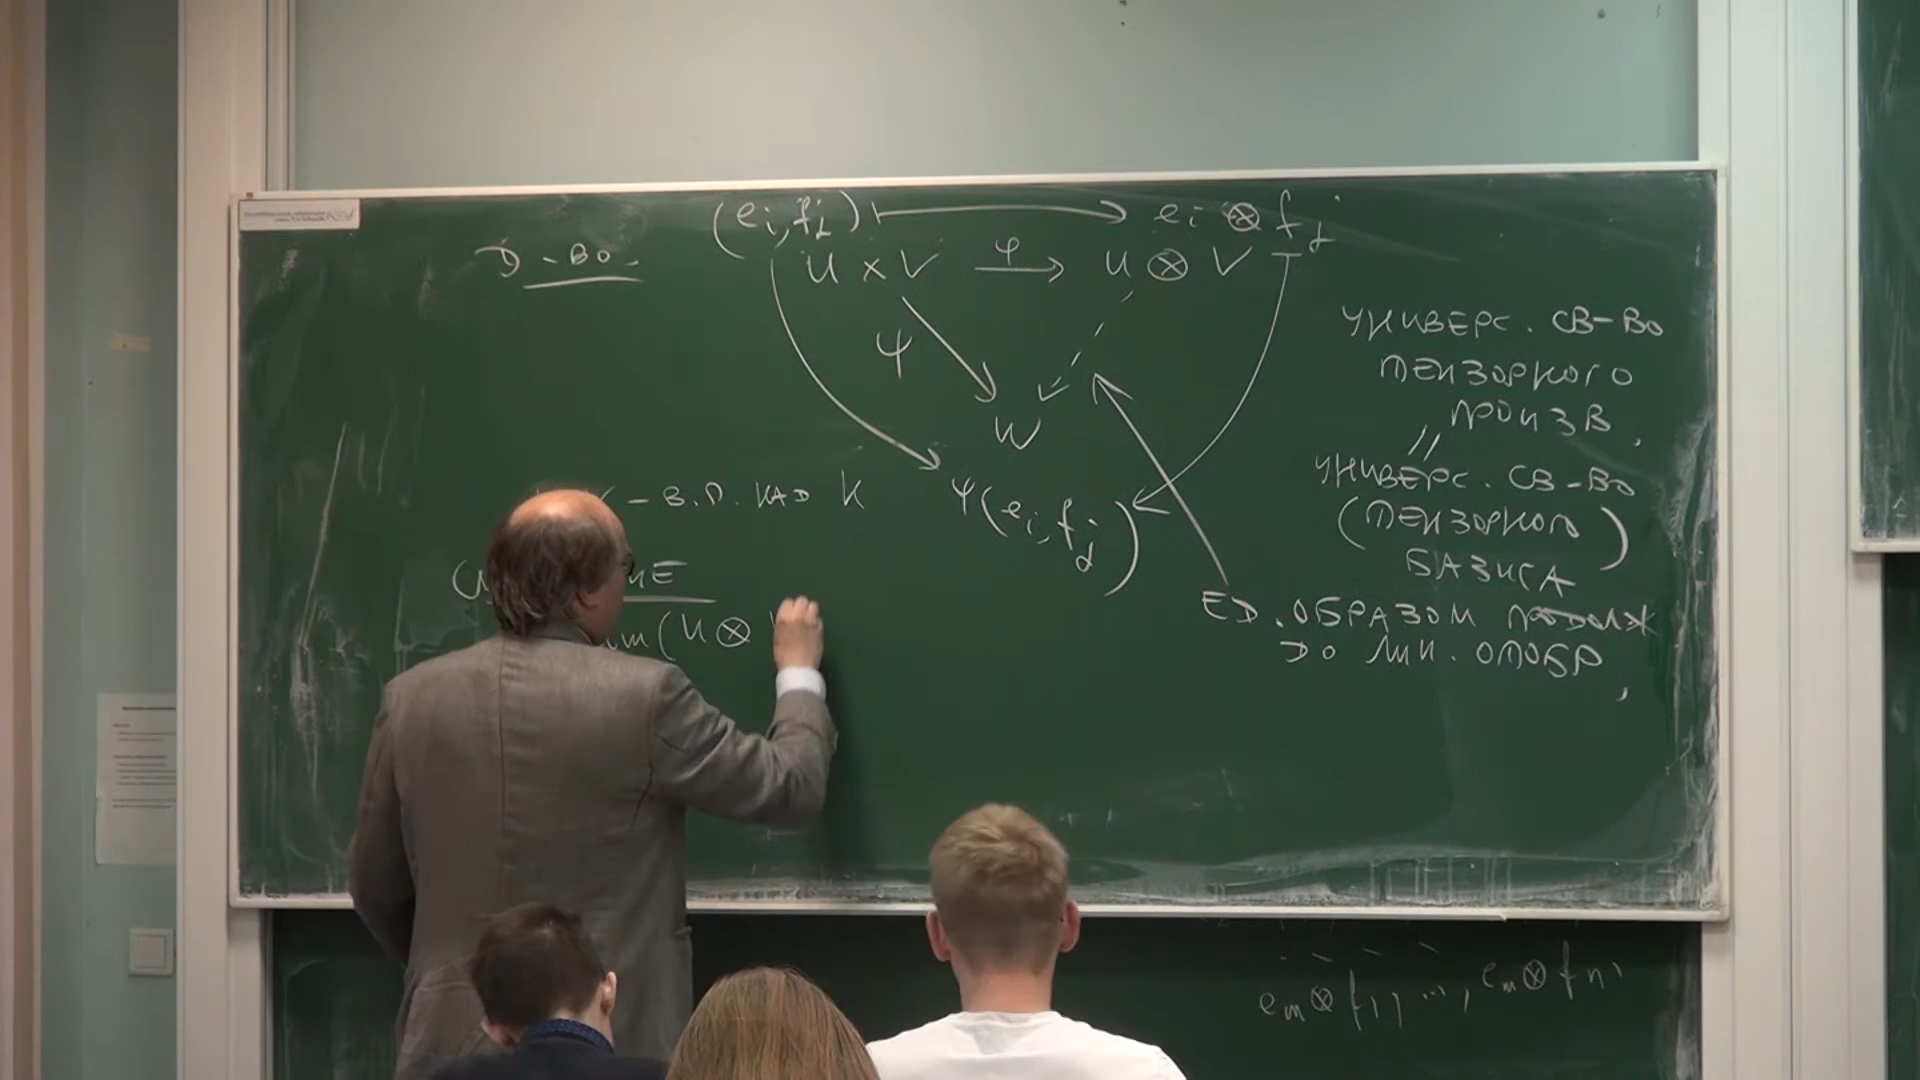 (e_i, f_j) ↦ e_i ⊗ f_j
Д-ВО.
U × V →^φ U ⊗ V
ψ
W
ψ(e_i, f_j)
УНИВЕРС. СВ-ВО
ТЕНЗОРНОГО
ПРОИЗВ.
//
УНИВЕРС. СВ-ВО
(ТЕНЗОРНОГО)
БАЗИСА
ЕД. ОБРАЗОМ ПРОДОЛЖ
ДО ЛИН. ОТОБР,
- В.П. НАД K
(U ⊗
e_m ⊗ f_1, ..., e_m ⊗ f_n